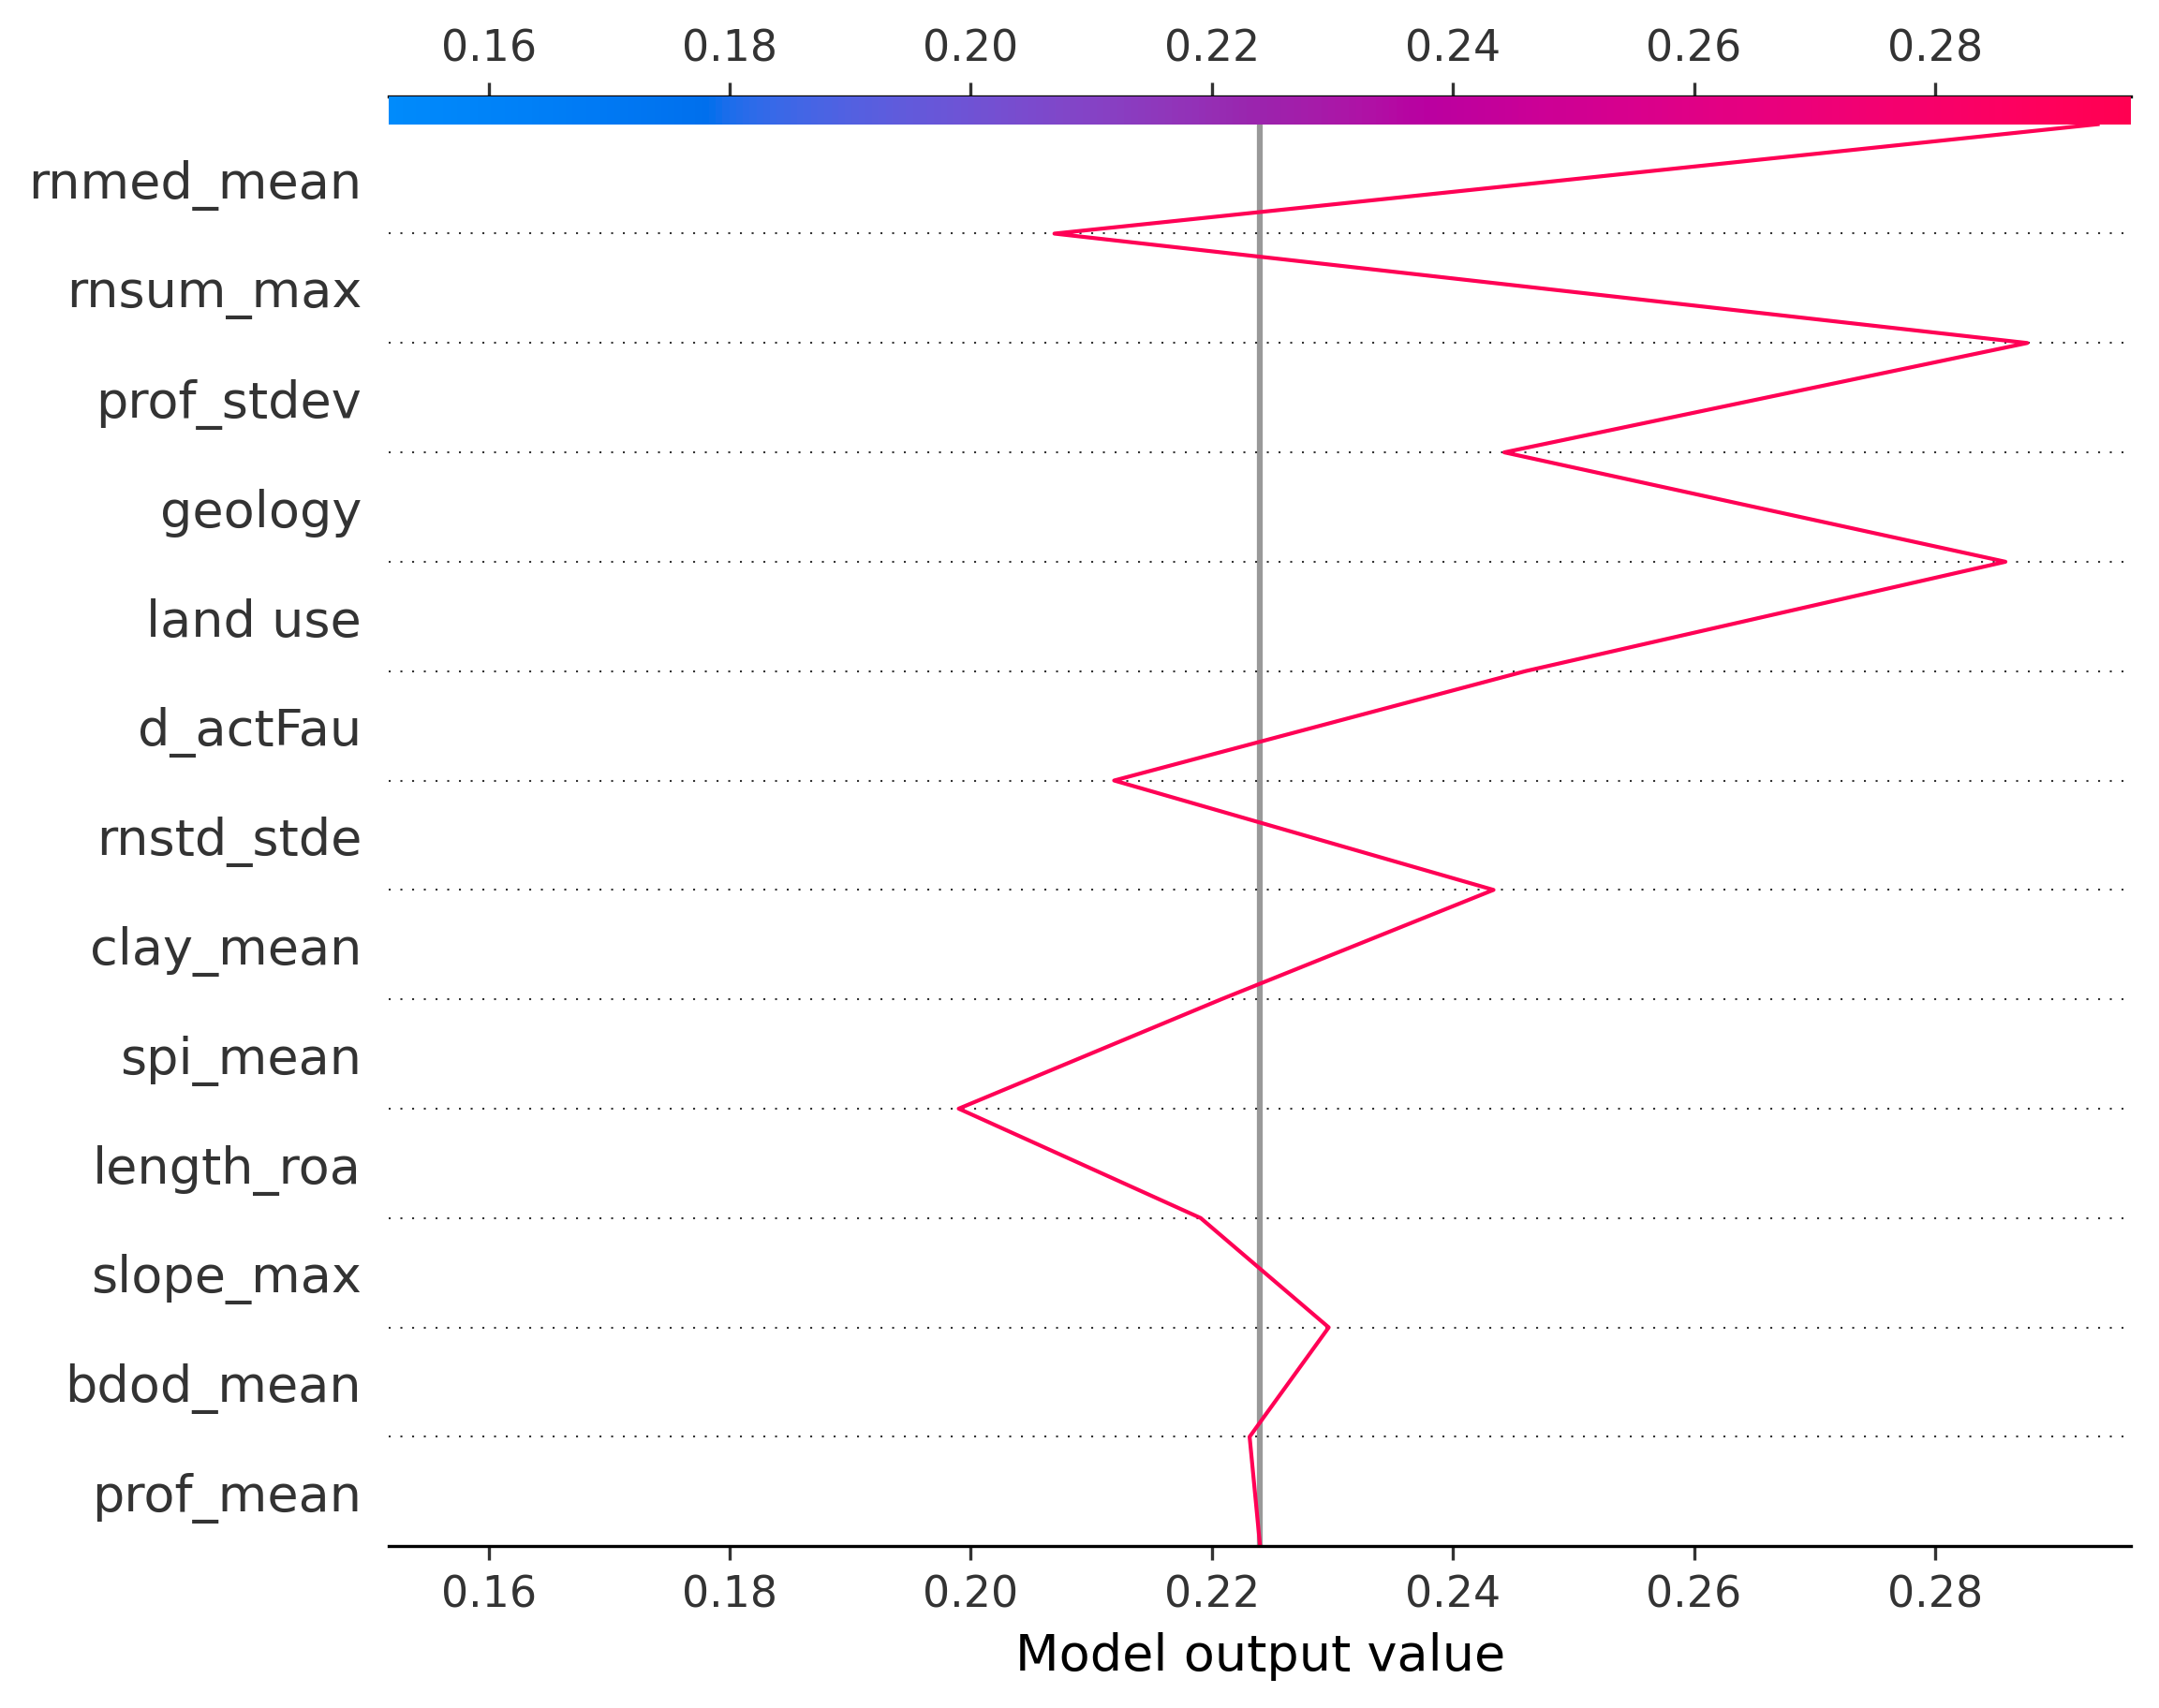 0.16 0.18 0.20 0.22 0.24 0.26 0.28
rnmed_mean
rnsum_max
prof_stdev
geology
land use
d_actFau
rnstd_stde
clay_mean
spi_mean
length_roa
slope_max
bdod_mean
prof_mean
0.16 0.18 0.20 0.22 0.24 0.26 0.28
Model output value